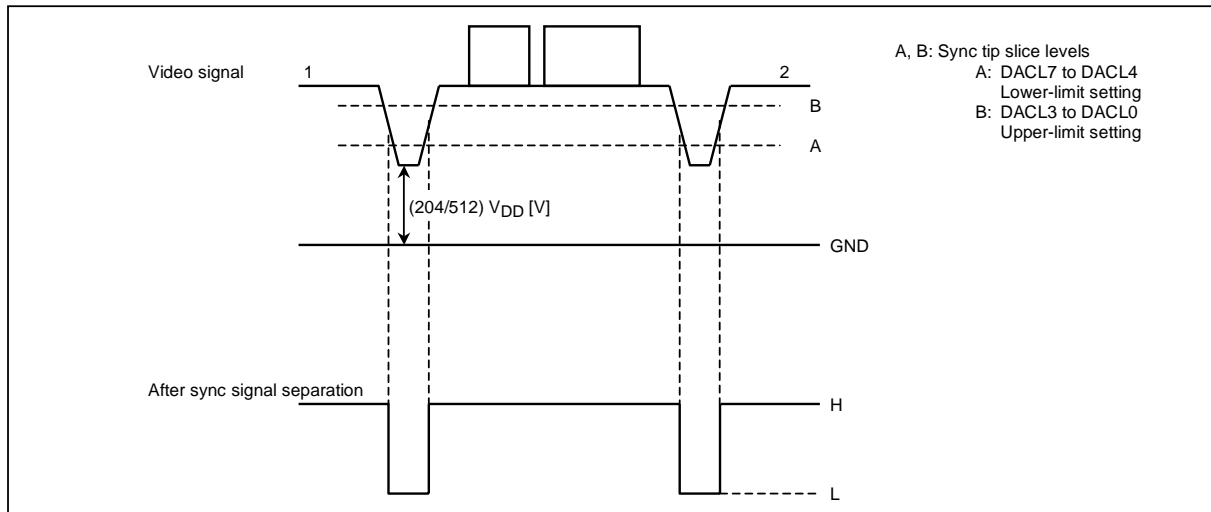 Video signal
1
2
A, B: Sync tip slice levels
A: DACL7 to DACL4
Lower-limit setting
B: DACL3 to DACL0
Upper-limit setting
B
A
(204/512) VDD [V]
GND
After sync signal separation
H
L